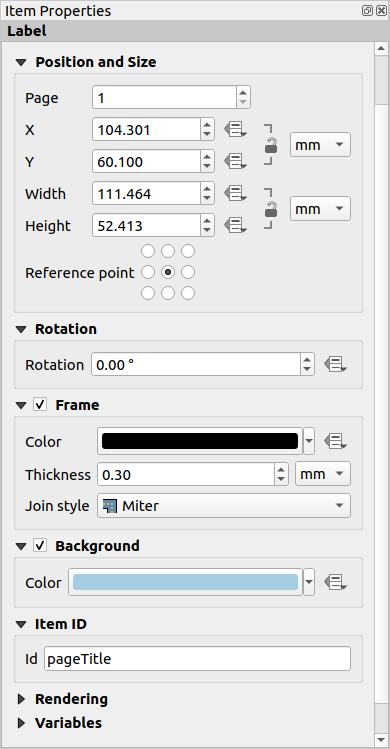 Item Properties
Label
Position and Size
Page 1
X 104.301 mm
Y 60.100
Width 111.464 mm
Height 52.413
Reference point
Rotation
Rotation 0.00 °
Frame
Color
Thickness 0.30 mm
Join style Miter
Background
Color
Item ID
Id pageTitle
Rendering
Variables